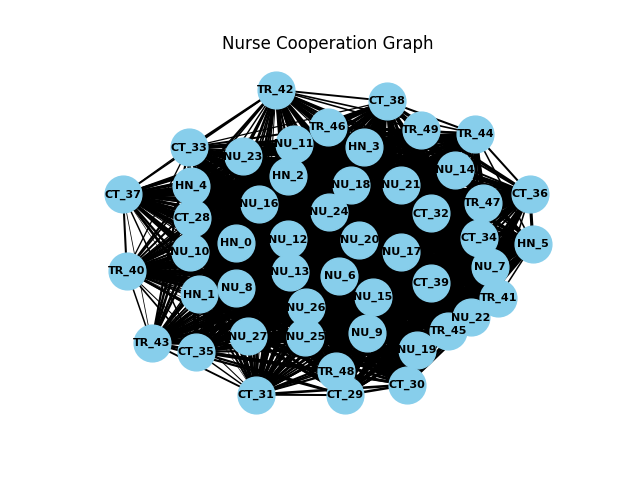 Nurse Cooperation Graph
TR_42
CT_38
TR_46
TR_49
TR_44
NU_11
CT_33
HN_3
NU_23
NU_14
HN_2
HN_4
NU_18
NU_21
CT_37
CT_36
TR_47
NU_16
NU_24
CT_32
CT_28
CT_34
NU_12
NU_20
HN_0
HN_5
NU_10
NU_17
NU_7
TR_40
NU_13
NU_6
CT_39
NU_8
HN_1
NU_15
TR_41
NU_26
NU_22
TR_45
NU_9
NU_27
NU_25
TR_43
NU_19
CT_35
TR_48
CT_30
CT_31
CT_29